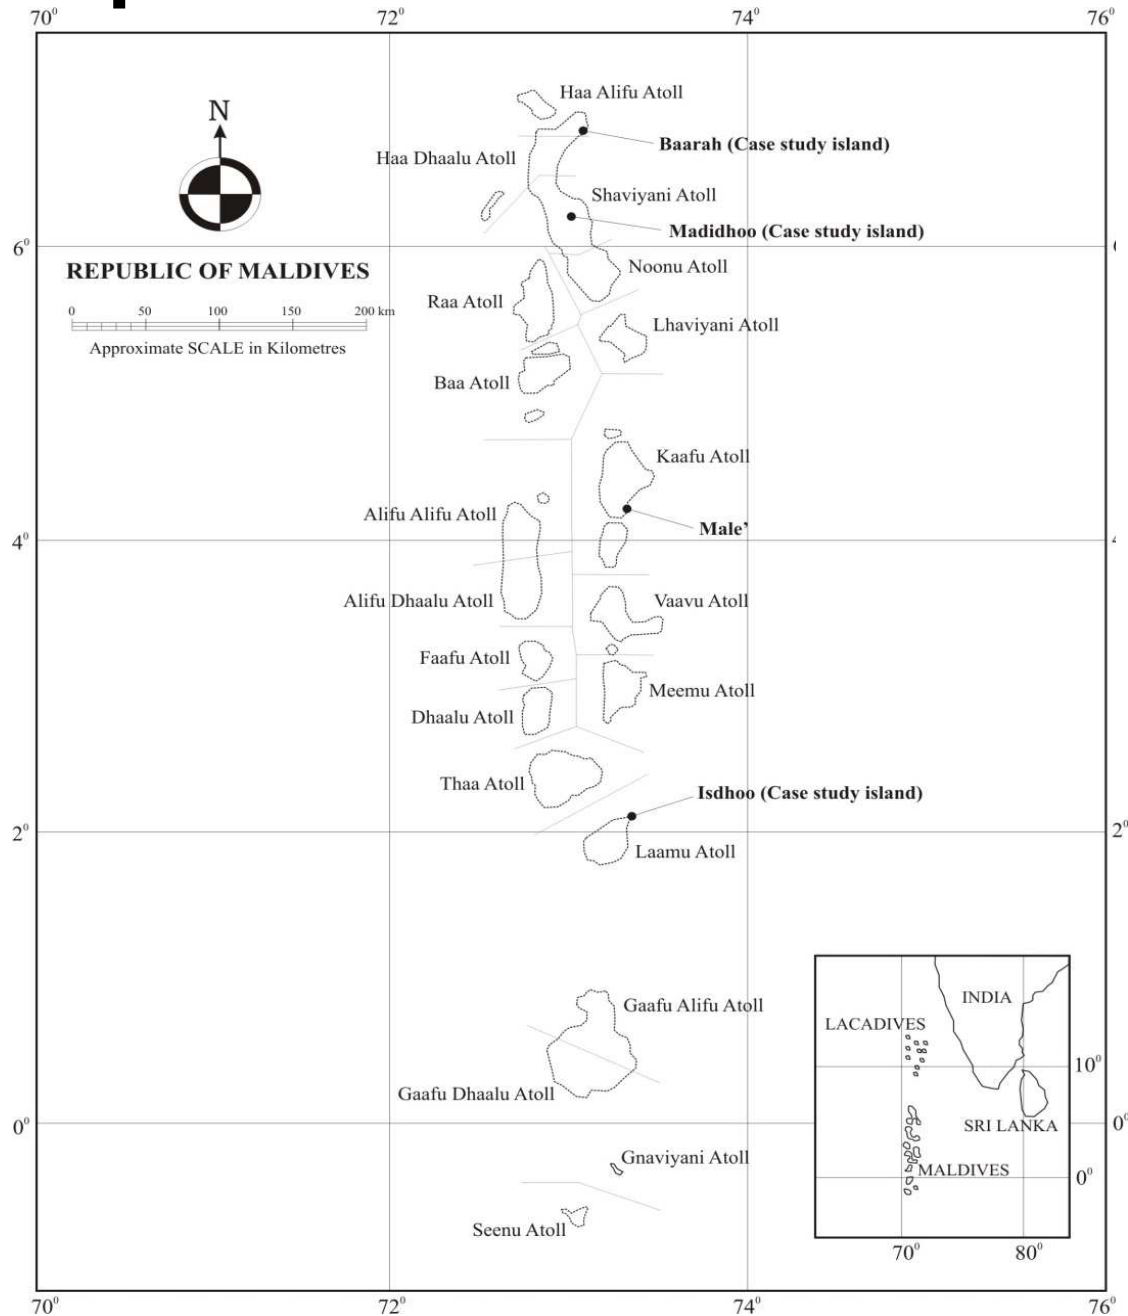 70⁰ 72⁰ 74⁰ 76⁰
N
Haa Alifu Atoll
Baarah (Case study island)
Haa Dhaalu Atoll
Shaviyani Atoll
Madidhoo (Case study island)
6⁰
REPUBLIC OF MALDIVES
Noonu Atoll
Raa Atoll
0 50 100 150 200 km
Lhaviyani Atoll
Approximate SCALE in Kilometres
Baa Atoll
Kaafu Atoll
Alifu Alifu Atoll
Male’
4⁰
Alifu Dhaalu Atoll
Vaavu Atoll
Faafu Atoll
Meemu Atoll
Dhaalu Atoll
Thaa Atoll
Isdhoo (Case study island)
2⁰ 2⁰
Laamu Atoll
Gaafu Alifu Atoll
INDIA
LACADIVES
10⁰
Gaafu Dhaalu Atoll
0⁰ 0⁰
SRI LANKA
Gnaviyani Atoll
MALDIVES
0⁰
Seenu Atoll
70⁰ 80⁰
70⁰ 72⁰ 74⁰ 76⁰